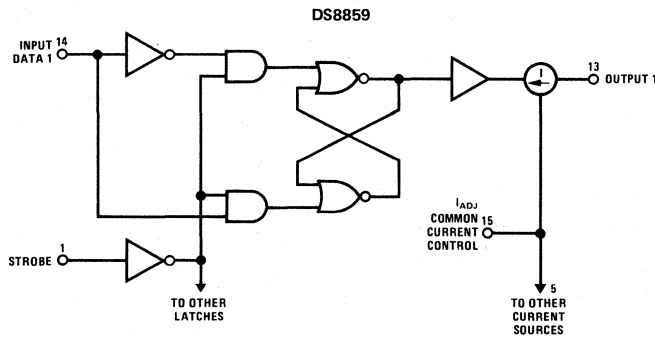 DS8859
INPUT 14
DATA 1
I
13
OUTPUT 1
IADJ
COMMON
CURRENT 15
CONTROL
STROBE 1
TO OTHER
LATCHES
5
TO OTHER
CURRENT
SOURCES